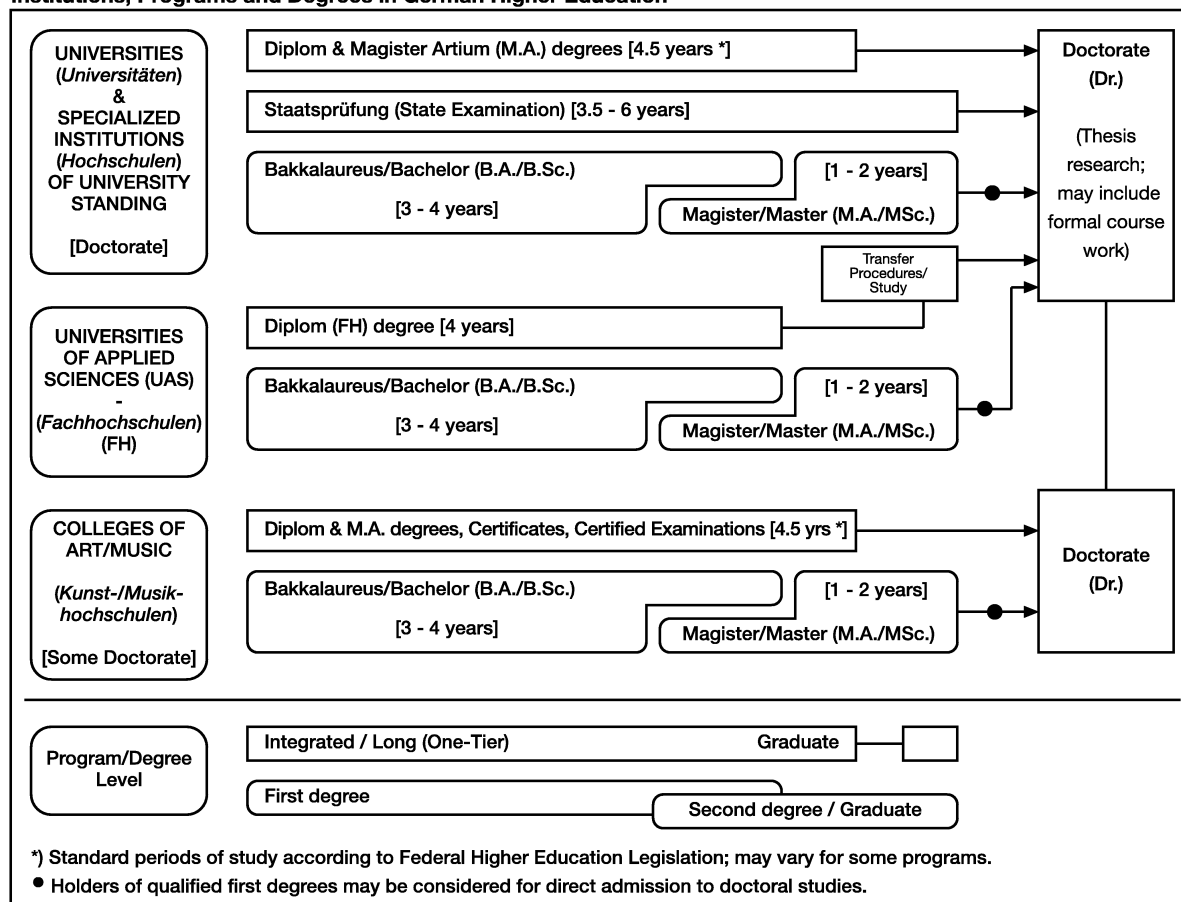 Institutions, Programs and Degrees in German Higher Education
UNIVERSITIES
(Universitäten)
&
SPECIALIZED
INSTITUTIONS
(Hochschulen)
OF UNIVERSITY
STANDING
[Doctorate]
Diplom & Magister Artium (M.A.) degrees [4.5 years *]
Staatsprüfung (State Examination) [3.5 - 6 years]
Bakkalaureus/Bachelor (B.A./B.Sc.)
[3 - 4 years]
[1 - 2 years]
Magister/Master (M.A./MSc.)
Doctorate
(Dr.)
(Thesis
research;
may include
formal course
work)
Transfer
Procedures/
Study
UNIVERSITIES
OF APPLIED
SCIENCES (UAS)
-
(Fachhochschulen)
(FH)
Diplom (FH) degree [4 years]
Bakkalaureus/Bachelor (B.A./B.Sc.)
[3 - 4 years]
[1 - 2 years]
Magister/Master (M.A./MSc.)
COLLEGES OF
ART/MUSIC
(Kunst-/Musik-
hochschulen)
[Some Doctorate]
Diplom & M.A. degrees, Certificates, Certified Examinations [4.5 yrs *]
Bakkalaureus/Bachelor (B.A./B.Sc.)
[3 - 4 years]
[1 - 2 years]
Magister/Master (M.A./MSc.)
Doctorate
(Dr.)
Program/Degree
Level
Integrated / Long (One-Tier) Graduate
First degree
Second degree / Graduate
*) Standard periods of study according to Federal Higher Education Legislation; may vary for some programs.
● Holders of qualified first degrees may be considered for direct admission to doctoral studies.